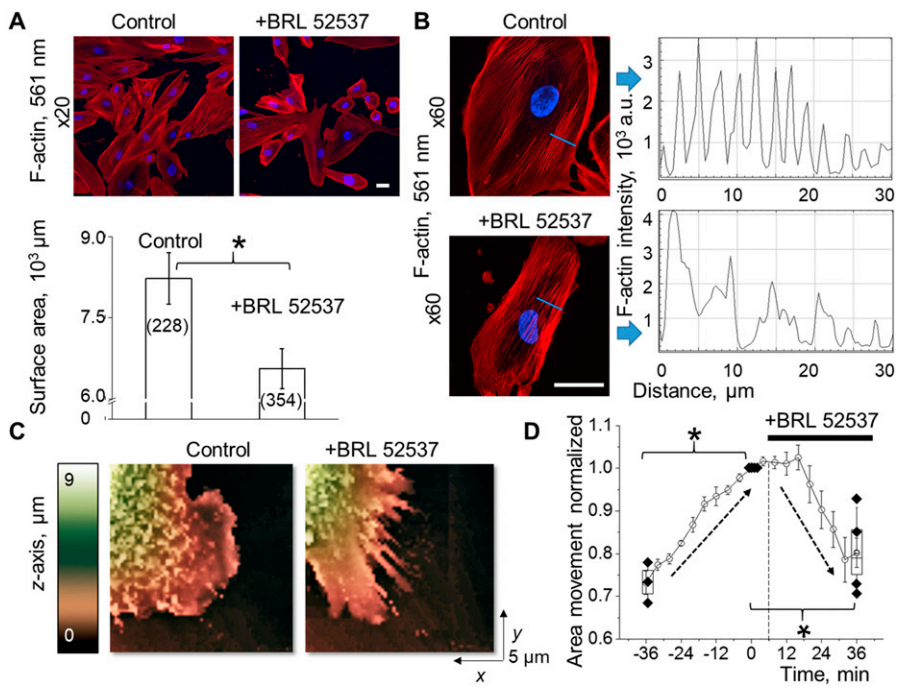 A
Control
+BRL 52537
F-actin, 561 nm
x20
Surface area, 10³ µm
9.0
7.5
6.0
0
Control
*
+BRL 52537
(228)
(354)
B
Control
F-actin, 561 nm
x60
+BRL 52537
x60
F-actin intensity, 10³ a.u.
3
2
1
0
10
20
30
4
3
2
1
0
10
20
30
Distance, µm
C
Control
+BRL 52537
z-axis, µm
9
0
y
x
5 µm
D
+BRL 52537
Area movement normalized
1.1
1.0
0.9
0.8
0.7
0.6
*
*
-36
-24
-12
0
12
24
36
Time, min